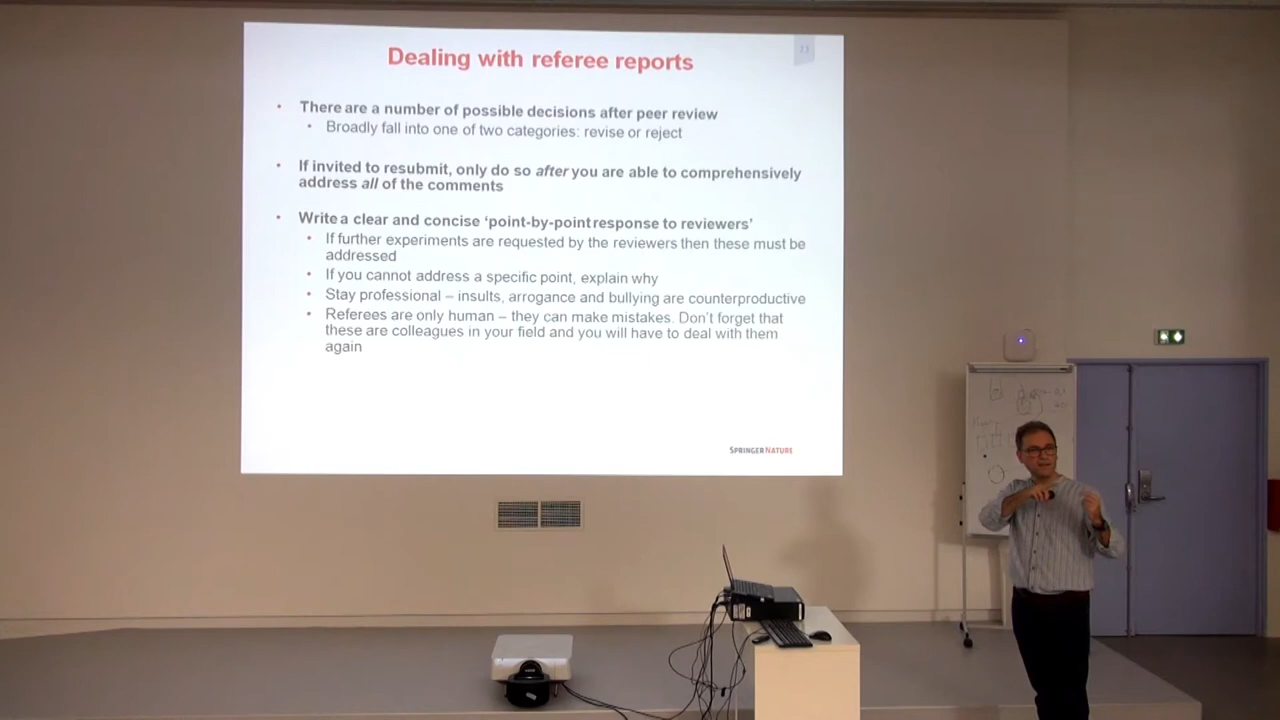 Dealing with referee reports
23
• There are a number of possible decisions after peer review
• Broadly fall into one of two categories: revise or reject
• If invited to resubmit, only do so after you are able to comprehensively
address all of the comments
• Write a clear and concise ‘point-by-point response to reviewers’
• If further experiments are requested by the reviewers then these must be
addressed
• If you cannot address a specific point, explain why
• Stay professional – insults, arrogance and bullying are counterproductive
• Referees are only human – they can make mistakes. Don’t forget that
these are colleagues in your field and you will have to deal with them
again
SPRINGER NATURE